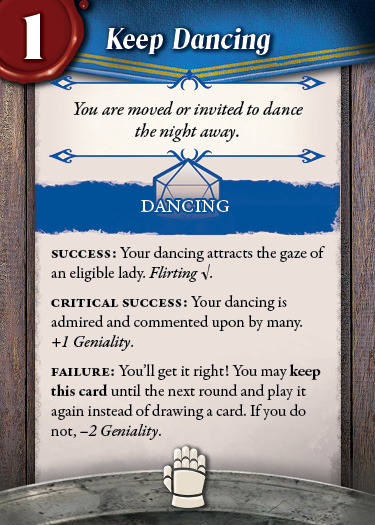 1
Keep Dancing
You are moved or invited to dance
the night away.
DANCING
SUCCESS: Your dancing attracts the gaze of
an eligible lady. Flirting √.
CRITICAL SUCCESS: Your dancing is
admired and commented upon by many.
+1 Geniality.
FAILURE: You'll get it right! You may keep
this card until the next round and play it
again instead of drawing a card. If you do
not, –2 Geniality.